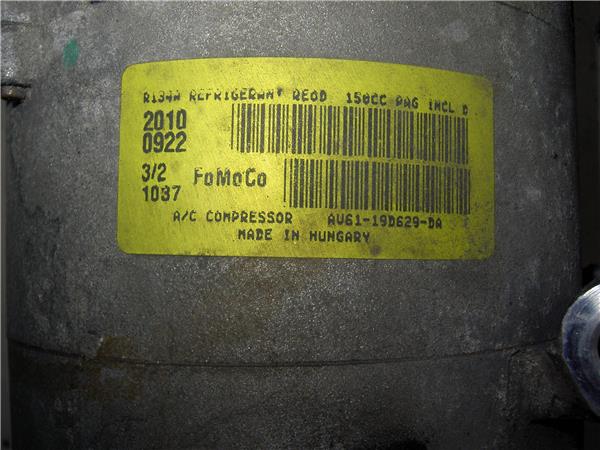 R134A REFRIGERANT REQD 150CC PAG INCL D
2010
0922
3/2
1037
FoMoCo
A/C COMPRESSOR AV61-19D629-DA
MADE IN HUNGARY